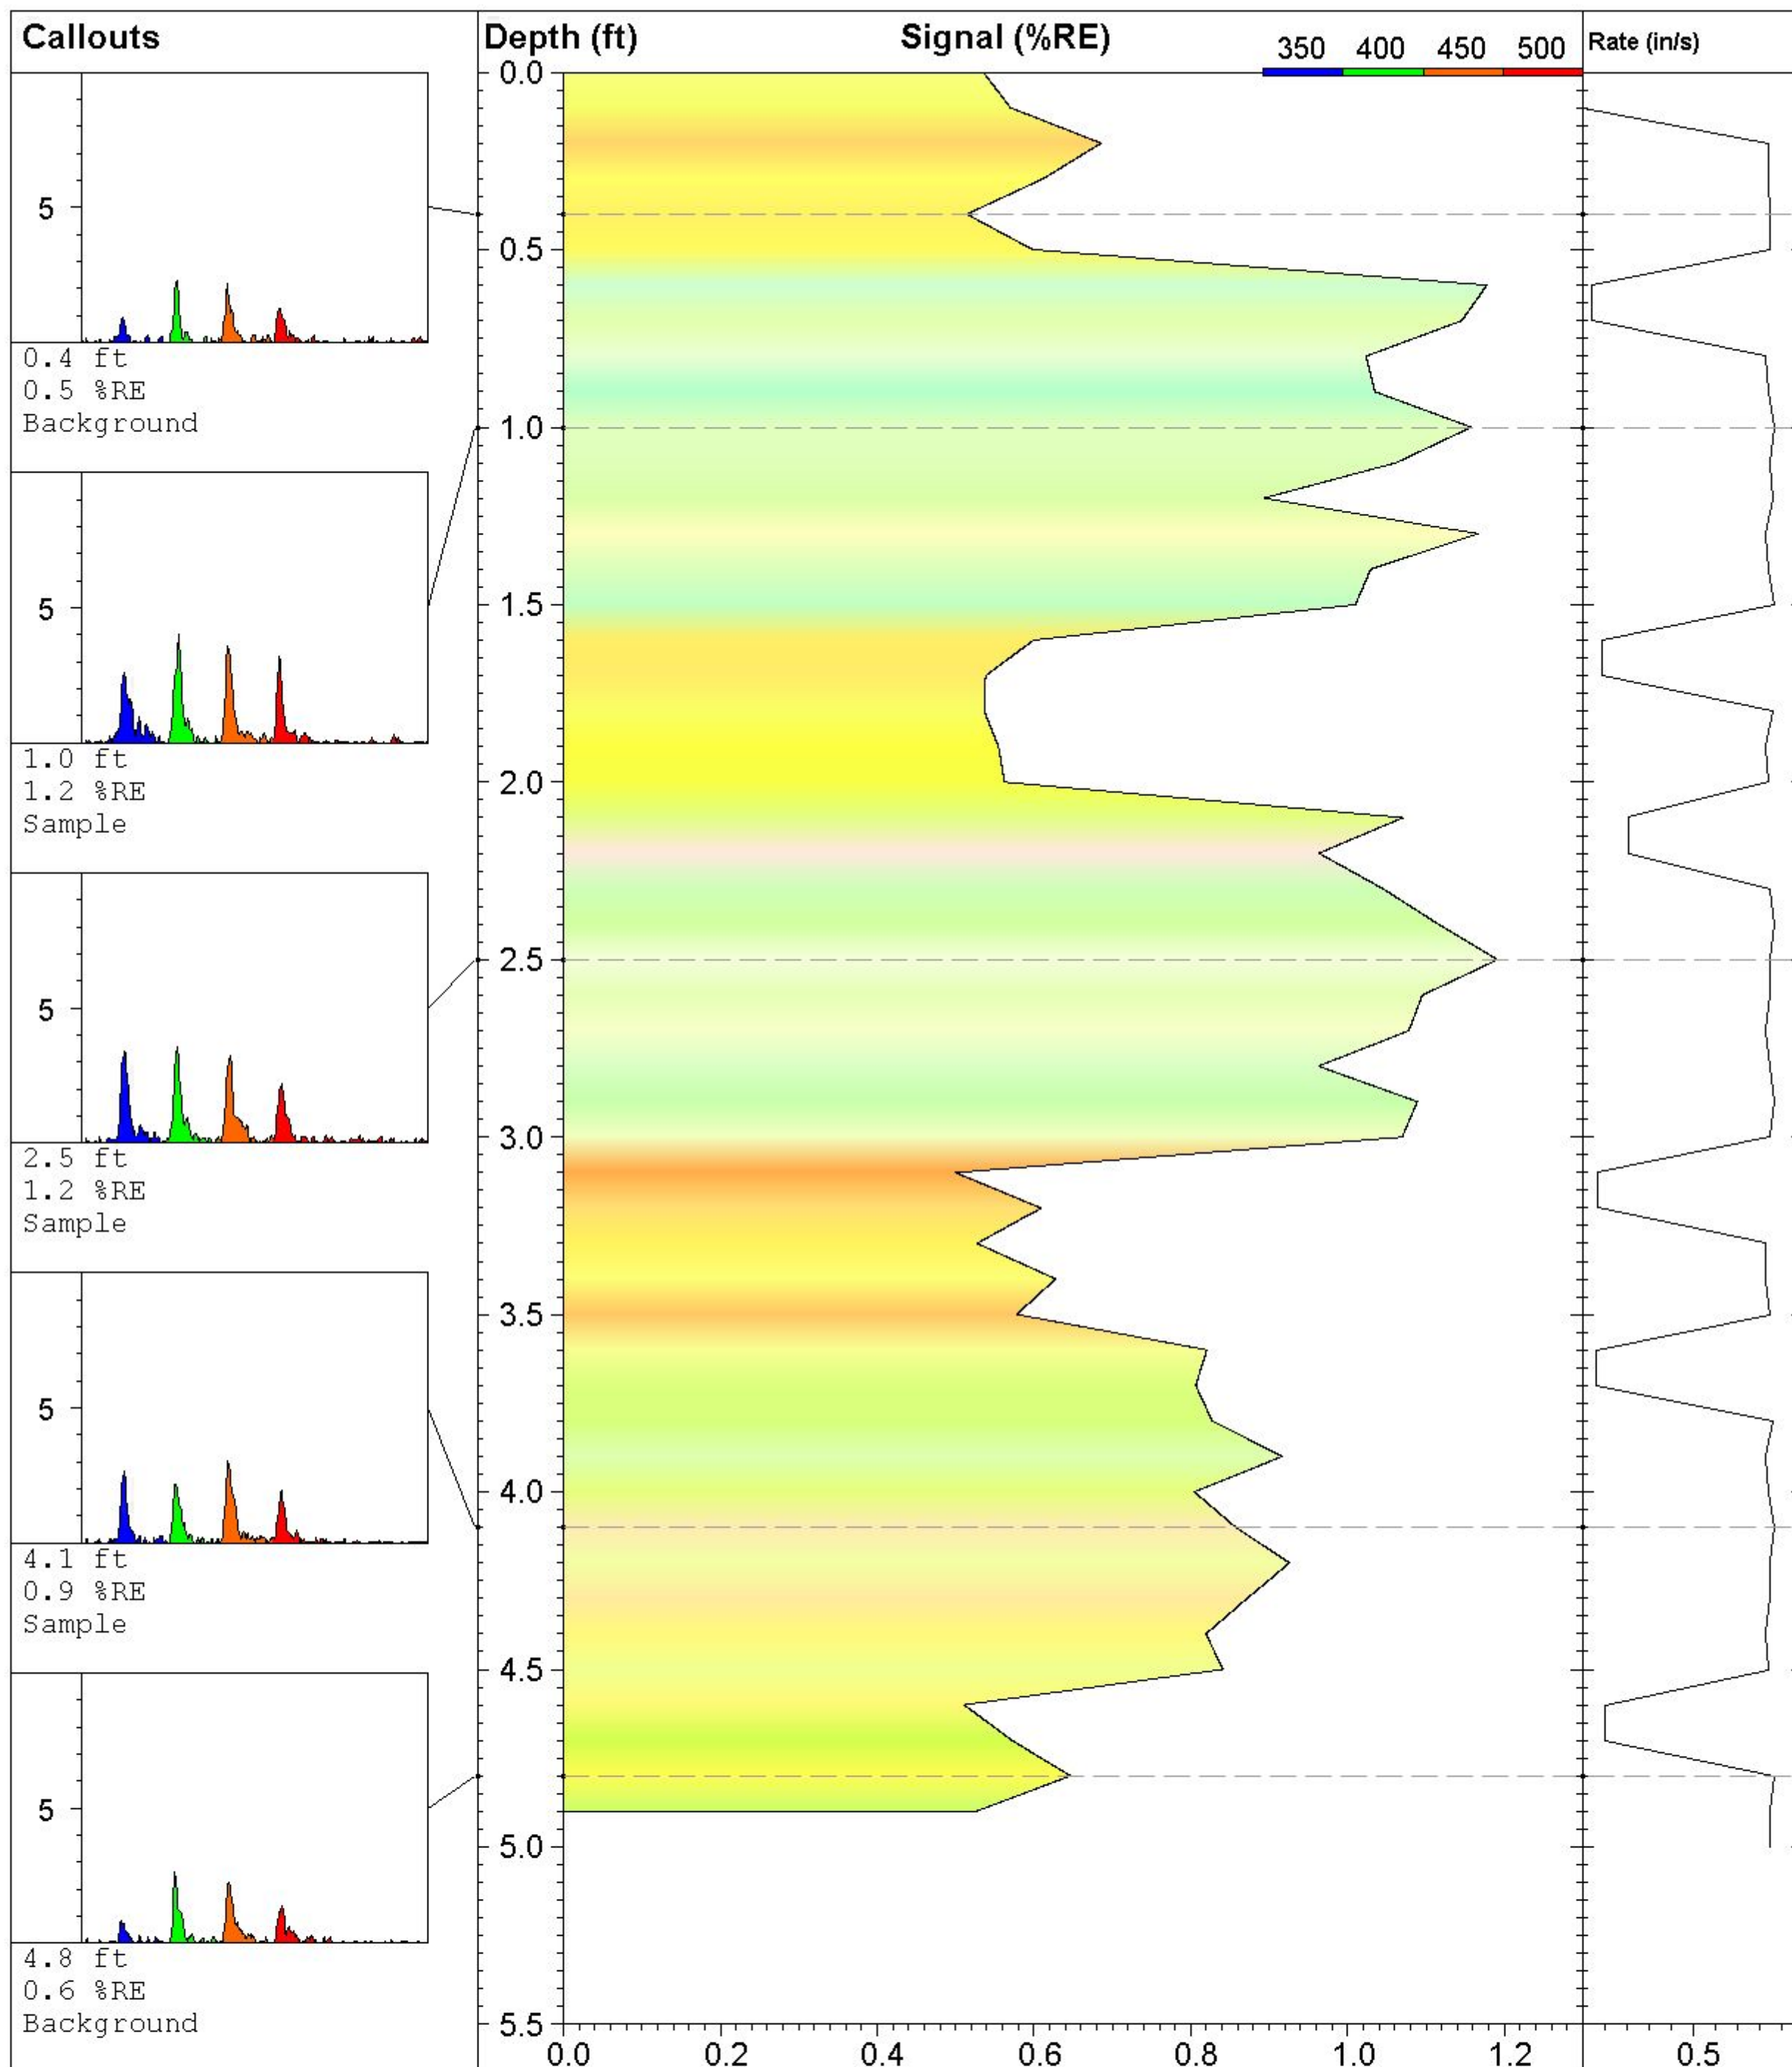 Callouts
Depth (ft)
Signal (%RE)
350 400 450 500
Rate (in/s)
5
0.4 ft
0.5 %RE
Background
5
1.0 ft
1.2 %RE
Sample
5
2.5 ft
1.2 %RE
Sample
5
4.1 ft
0.9 %RE
Sample
5
4.8 ft
0.6 %RE
Background
0.0
0.5
1.0
1.5
2.0
2.5
3.0
3.5
4.0
4.5
5.0
5.5
0.0 0.2 0.4 0.6 0.8 1.0 1.2
0.5